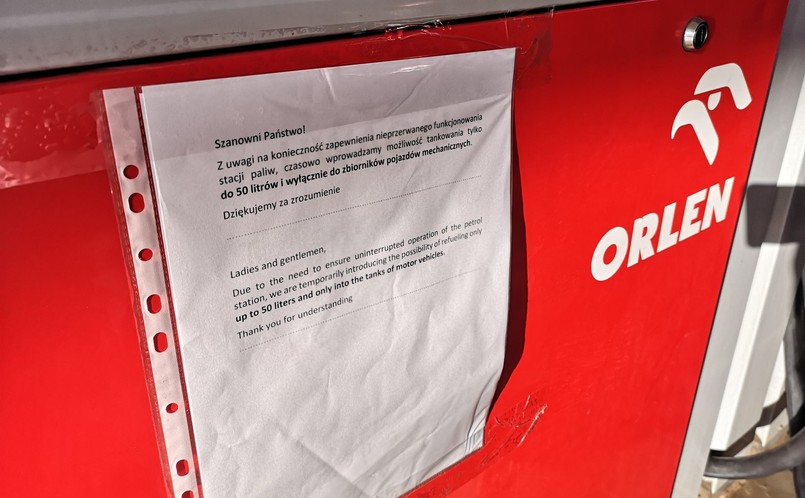 Szanowni Państwo!
Z uwagi na konieczność zapewnienia nieprzerwanego funkcjonowania
stacji paliw, czasowo wprowadzamy możliwość tankowania tylko
do 50 litrów i wyłącznie do zbiorników pojazdów mechanicznych.
Dziękujemy za zrozumienie
Ladies and gentlemen,
Due to the need to ensure uninterrupted operation of the petrol
station, we are temporarily introducing the possibility of refueling only
up to 50 liters and only into the tanks of motor vehicles.
Thank you for understanding
ORLEN